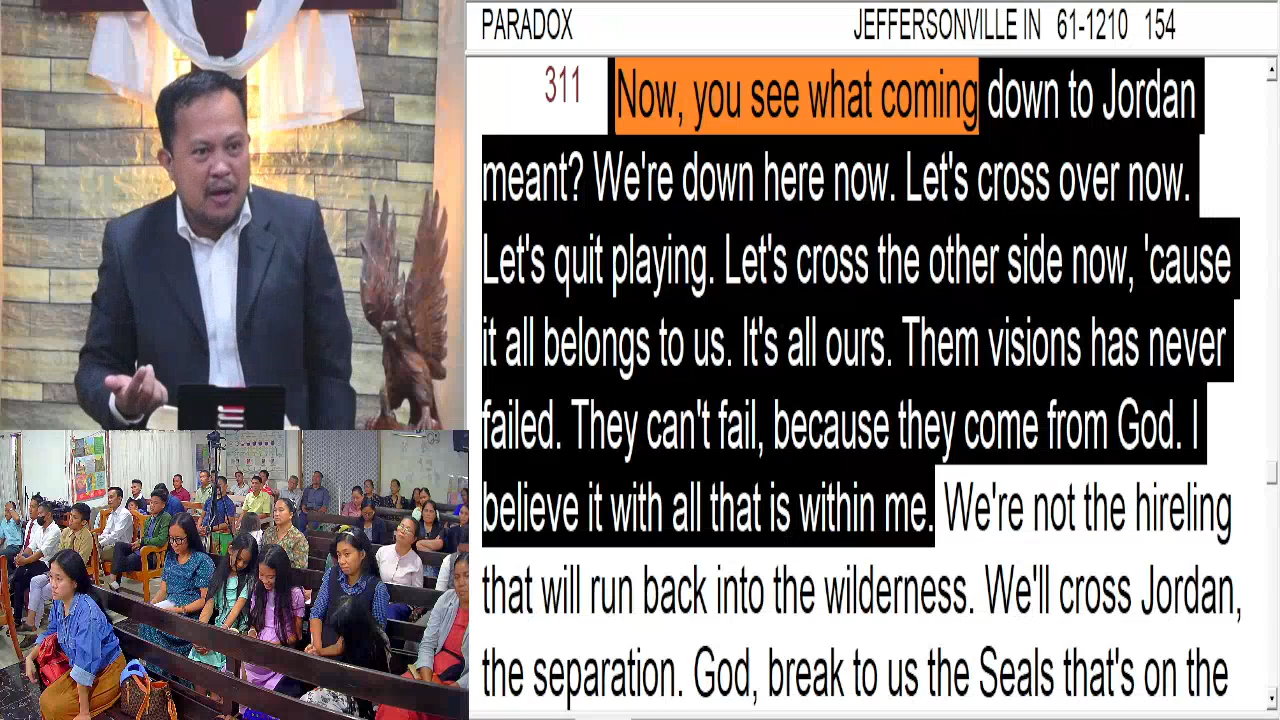 PARADOX JEFFERSONVILLE IN 61-1210 154
311 Now, you see what coming down to Jordan
meant? We're down here now. Let's cross over now.
Let's quit playing. Let's cross the other side now, 'cause
it all belongs to us. It's all ours. Them visions has never
failed. They can't fail, because they come from God. I
believe it with all that is within me. We're not the hireling
that will run back into the wilderness. We'll cross Jordan,
the separation. God, break to us the Seals that's on the